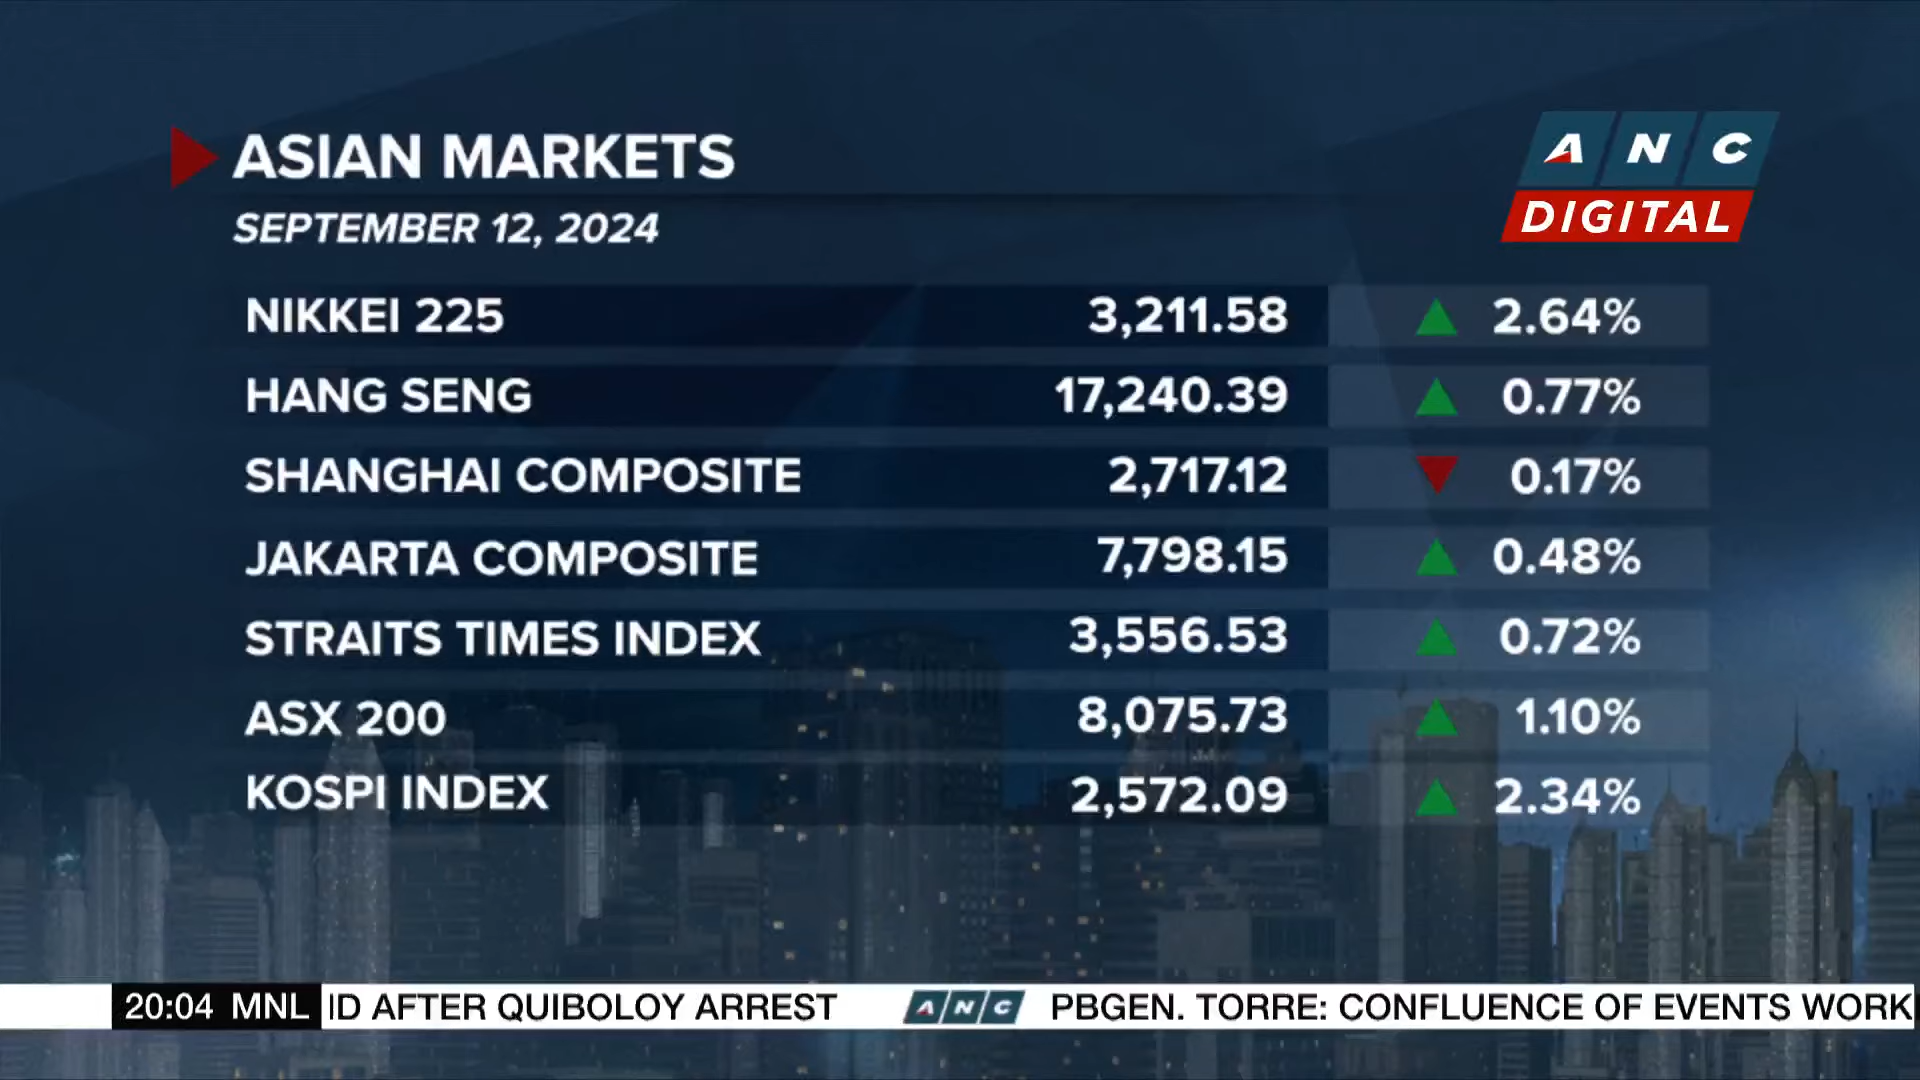 ASIAN MARKETS
SEPTEMBER 12, 2024
ANC
DIGITAL
NIKKEI 225 3,211.58 2.64%
HANG SENG 17,240.39 0.77%
SHANGHAI COMPOSITE 2,717.12 0.17%
JAKARTA COMPOSITE 7,798.15 0.48%
STRAITS TIMES INDEX 3,556.53 0.72%
ASX 200 8,075.73 1.10%
KOSPI INDEX 2,572.09 2.34%
20:04 MNL ID AFTER QUIBOLOY ARREST ANC PBGEN. TORRE: CONFLUENCE OF EVENTS WORK